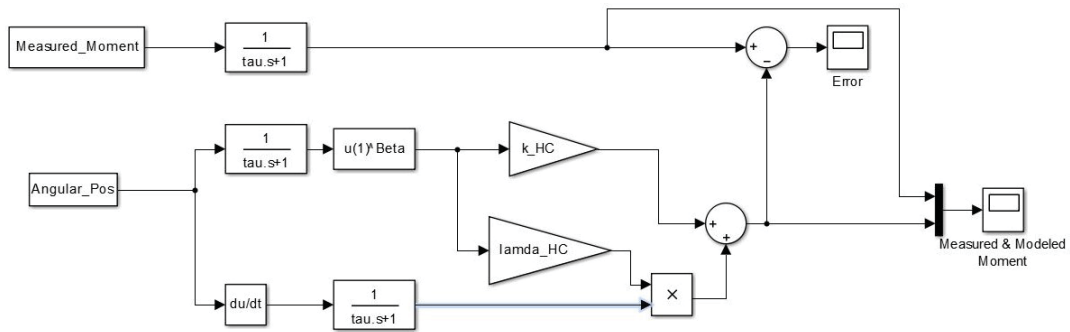 Measured_Moment
1
tau.s+1
+
−
Error
1
tau.s+1
u(1)^Beta
k_HC
Angular_Pos
lamda_HC
+
+
Measured & Modeled
Moment
du/dt
1
tau.s+1
×